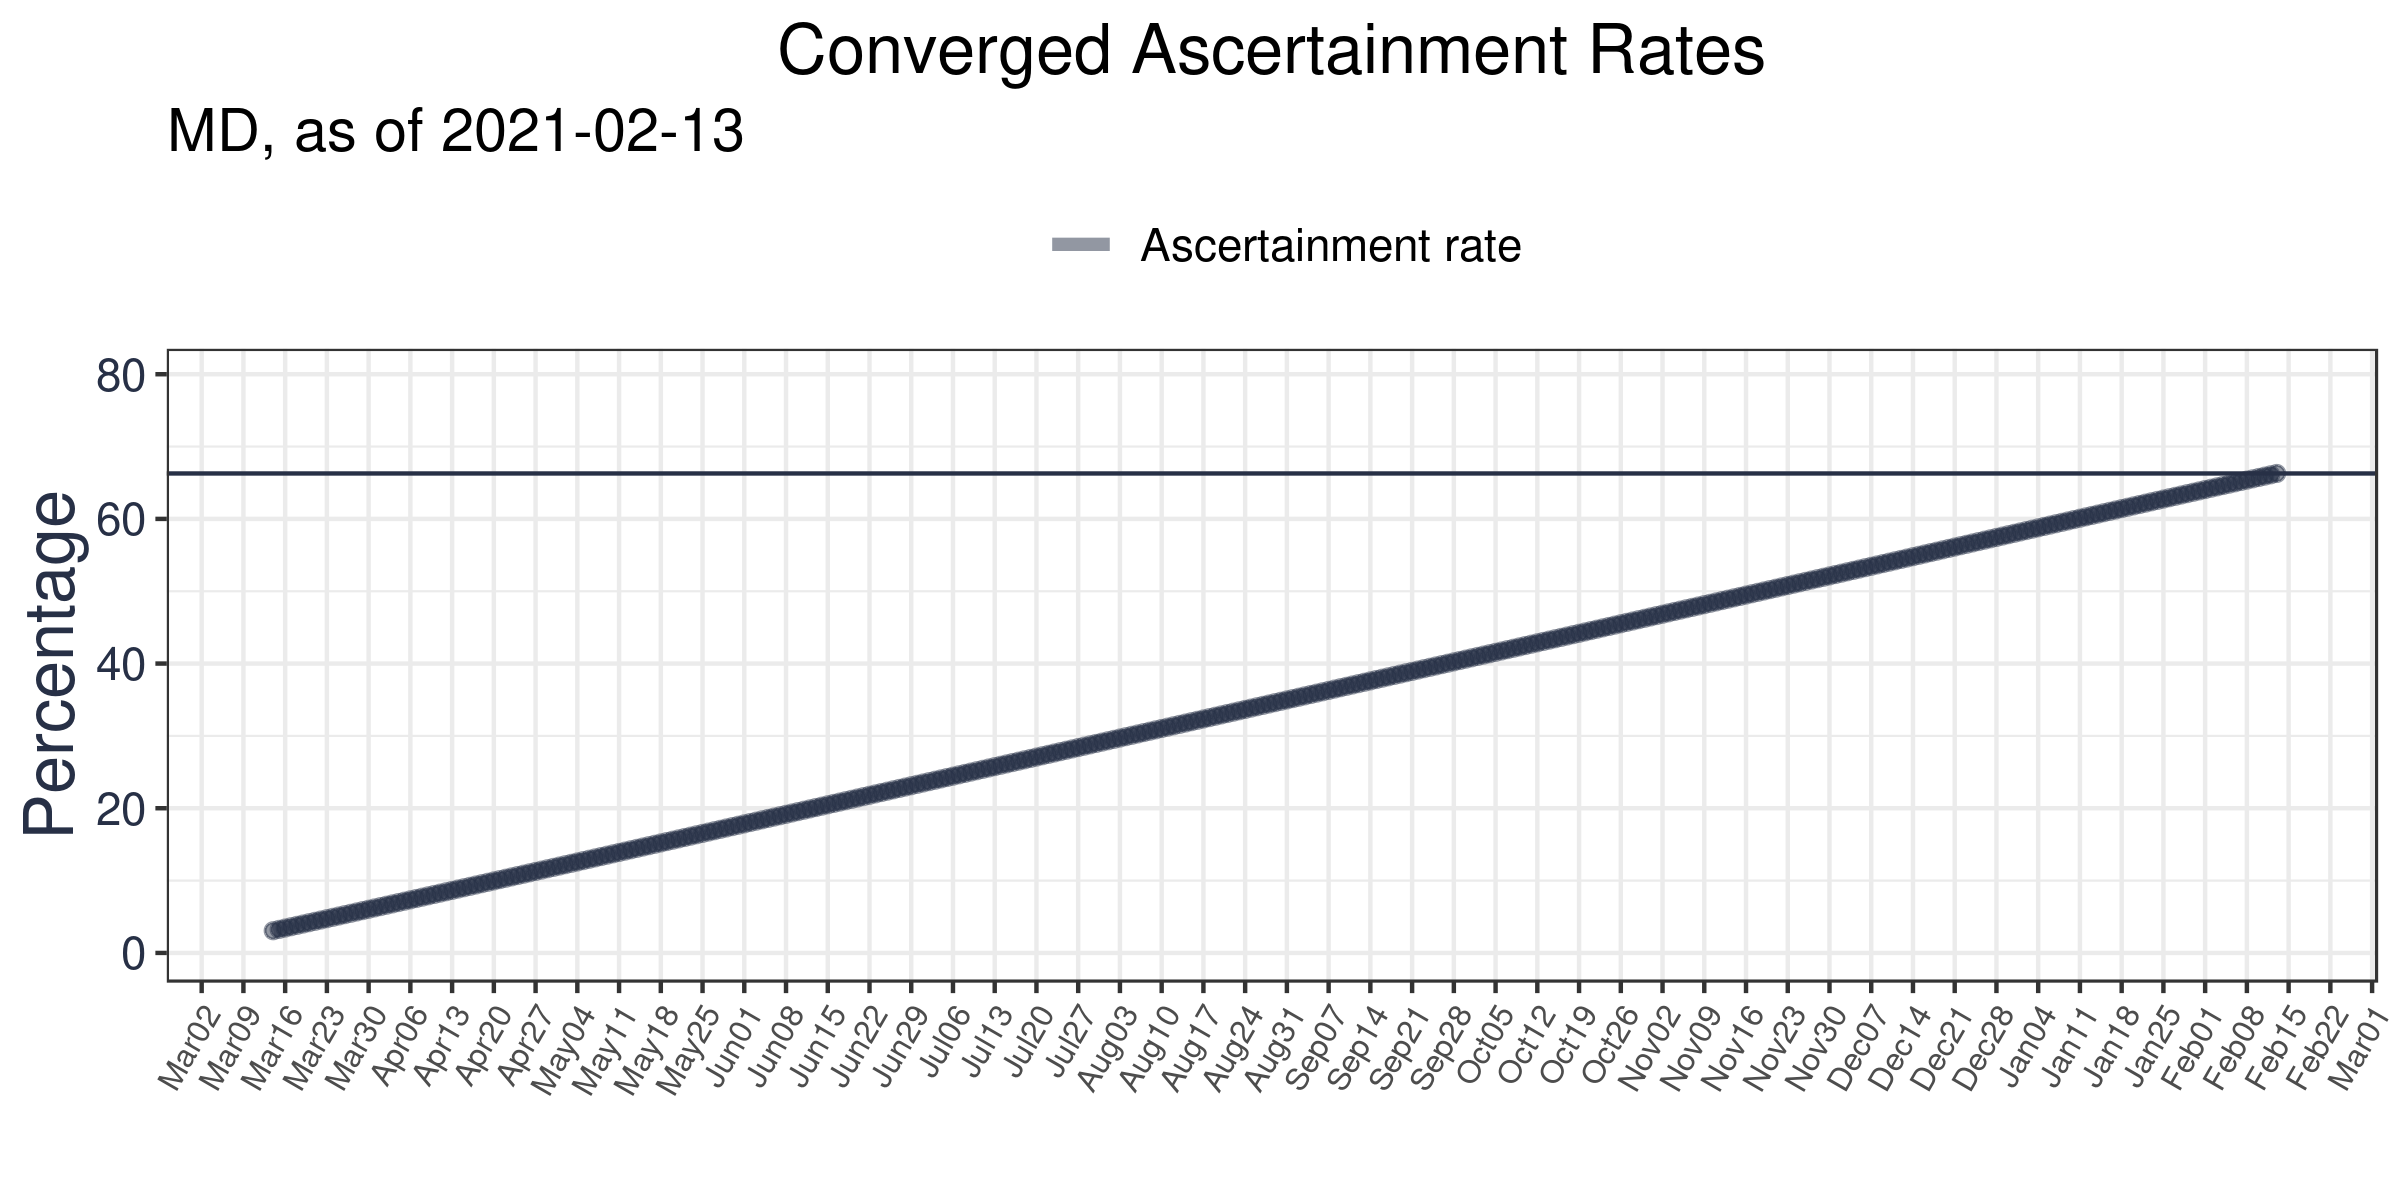 Converged Ascertainment Rates
MD, as of 2021-02-13
Ascertainment rate
Percentage
80
60
40
20
0
Mar02 Mar09 Mar16 Mar23 Mar30 Apr06 Apr13 Apr20 Apr27 May04 May11 May18 May25 Jun01 Jun08 Jun15 Jun22 Jun29 Jul06 Jul13 Jul20 Jul27 Aug03 Aug10 Aug17 Aug24 Aug31 Sep07 Sep14 Sep21 Sep28 Oct05 Oct12 Oct19 Oct26 Nov02 Nov09 Nov16 Nov23 Nov30 Dec07 Dec14 Dec21 Dec28 Jan04 Jan11 Jan18 Jan25 Feb01 Feb08 Feb15 Feb22 Mar01